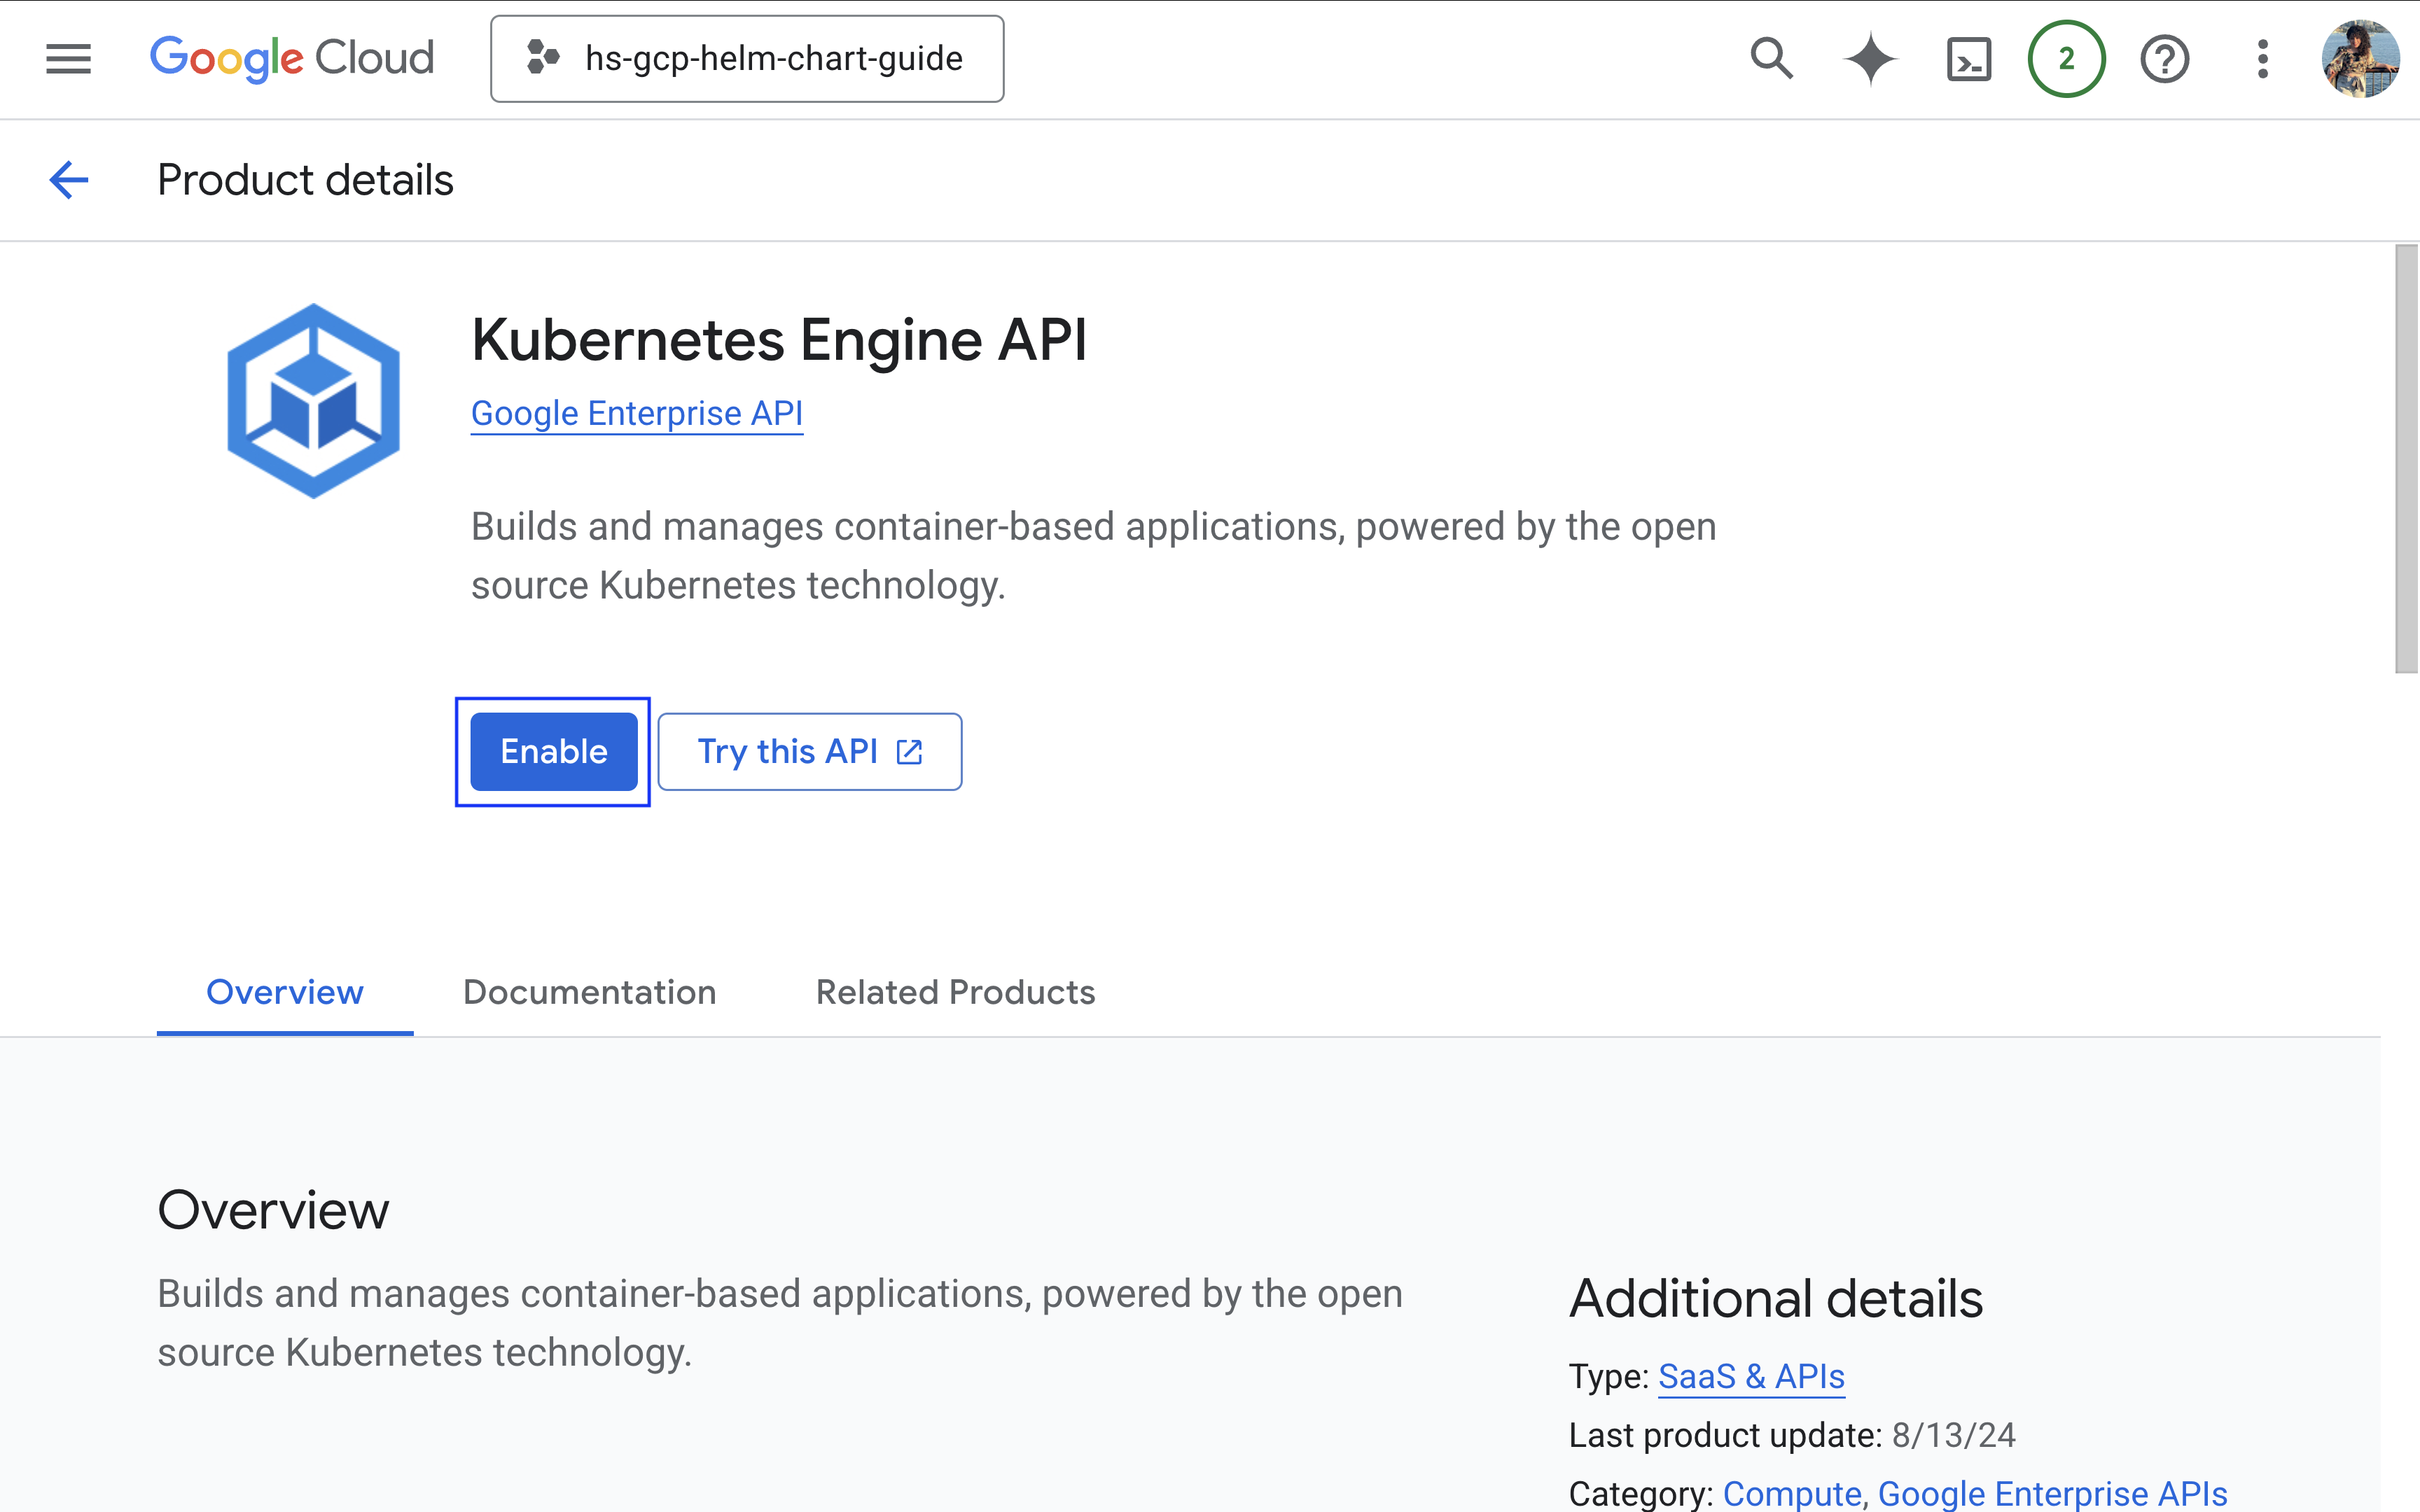 Google Cloud
hs-gcp-helm-chart-guide
2
Product details
Kubernetes Engine API
Google Enterprise API
Builds and manages container-based applications, powered by the open
source Kubernetes technology.
Enable
Try this API
Overview
Documentation
Related Products
Overview
Builds and manages container-based applications, powered by the open
source Kubernetes technology.
Additional details
Type: SaaS & APIs
Last product update: 8/13/24
Category: Compute, Google Enterprise APIs